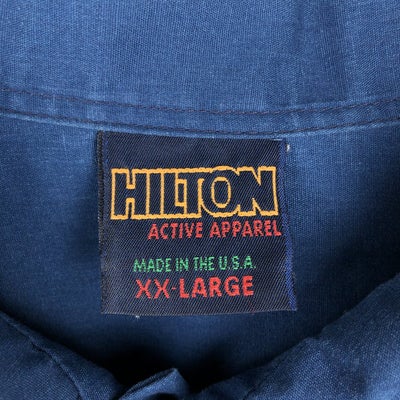 HILTON
ACTIVE APPAREL
MADE IN THE U.S.A.
XX-LARGE